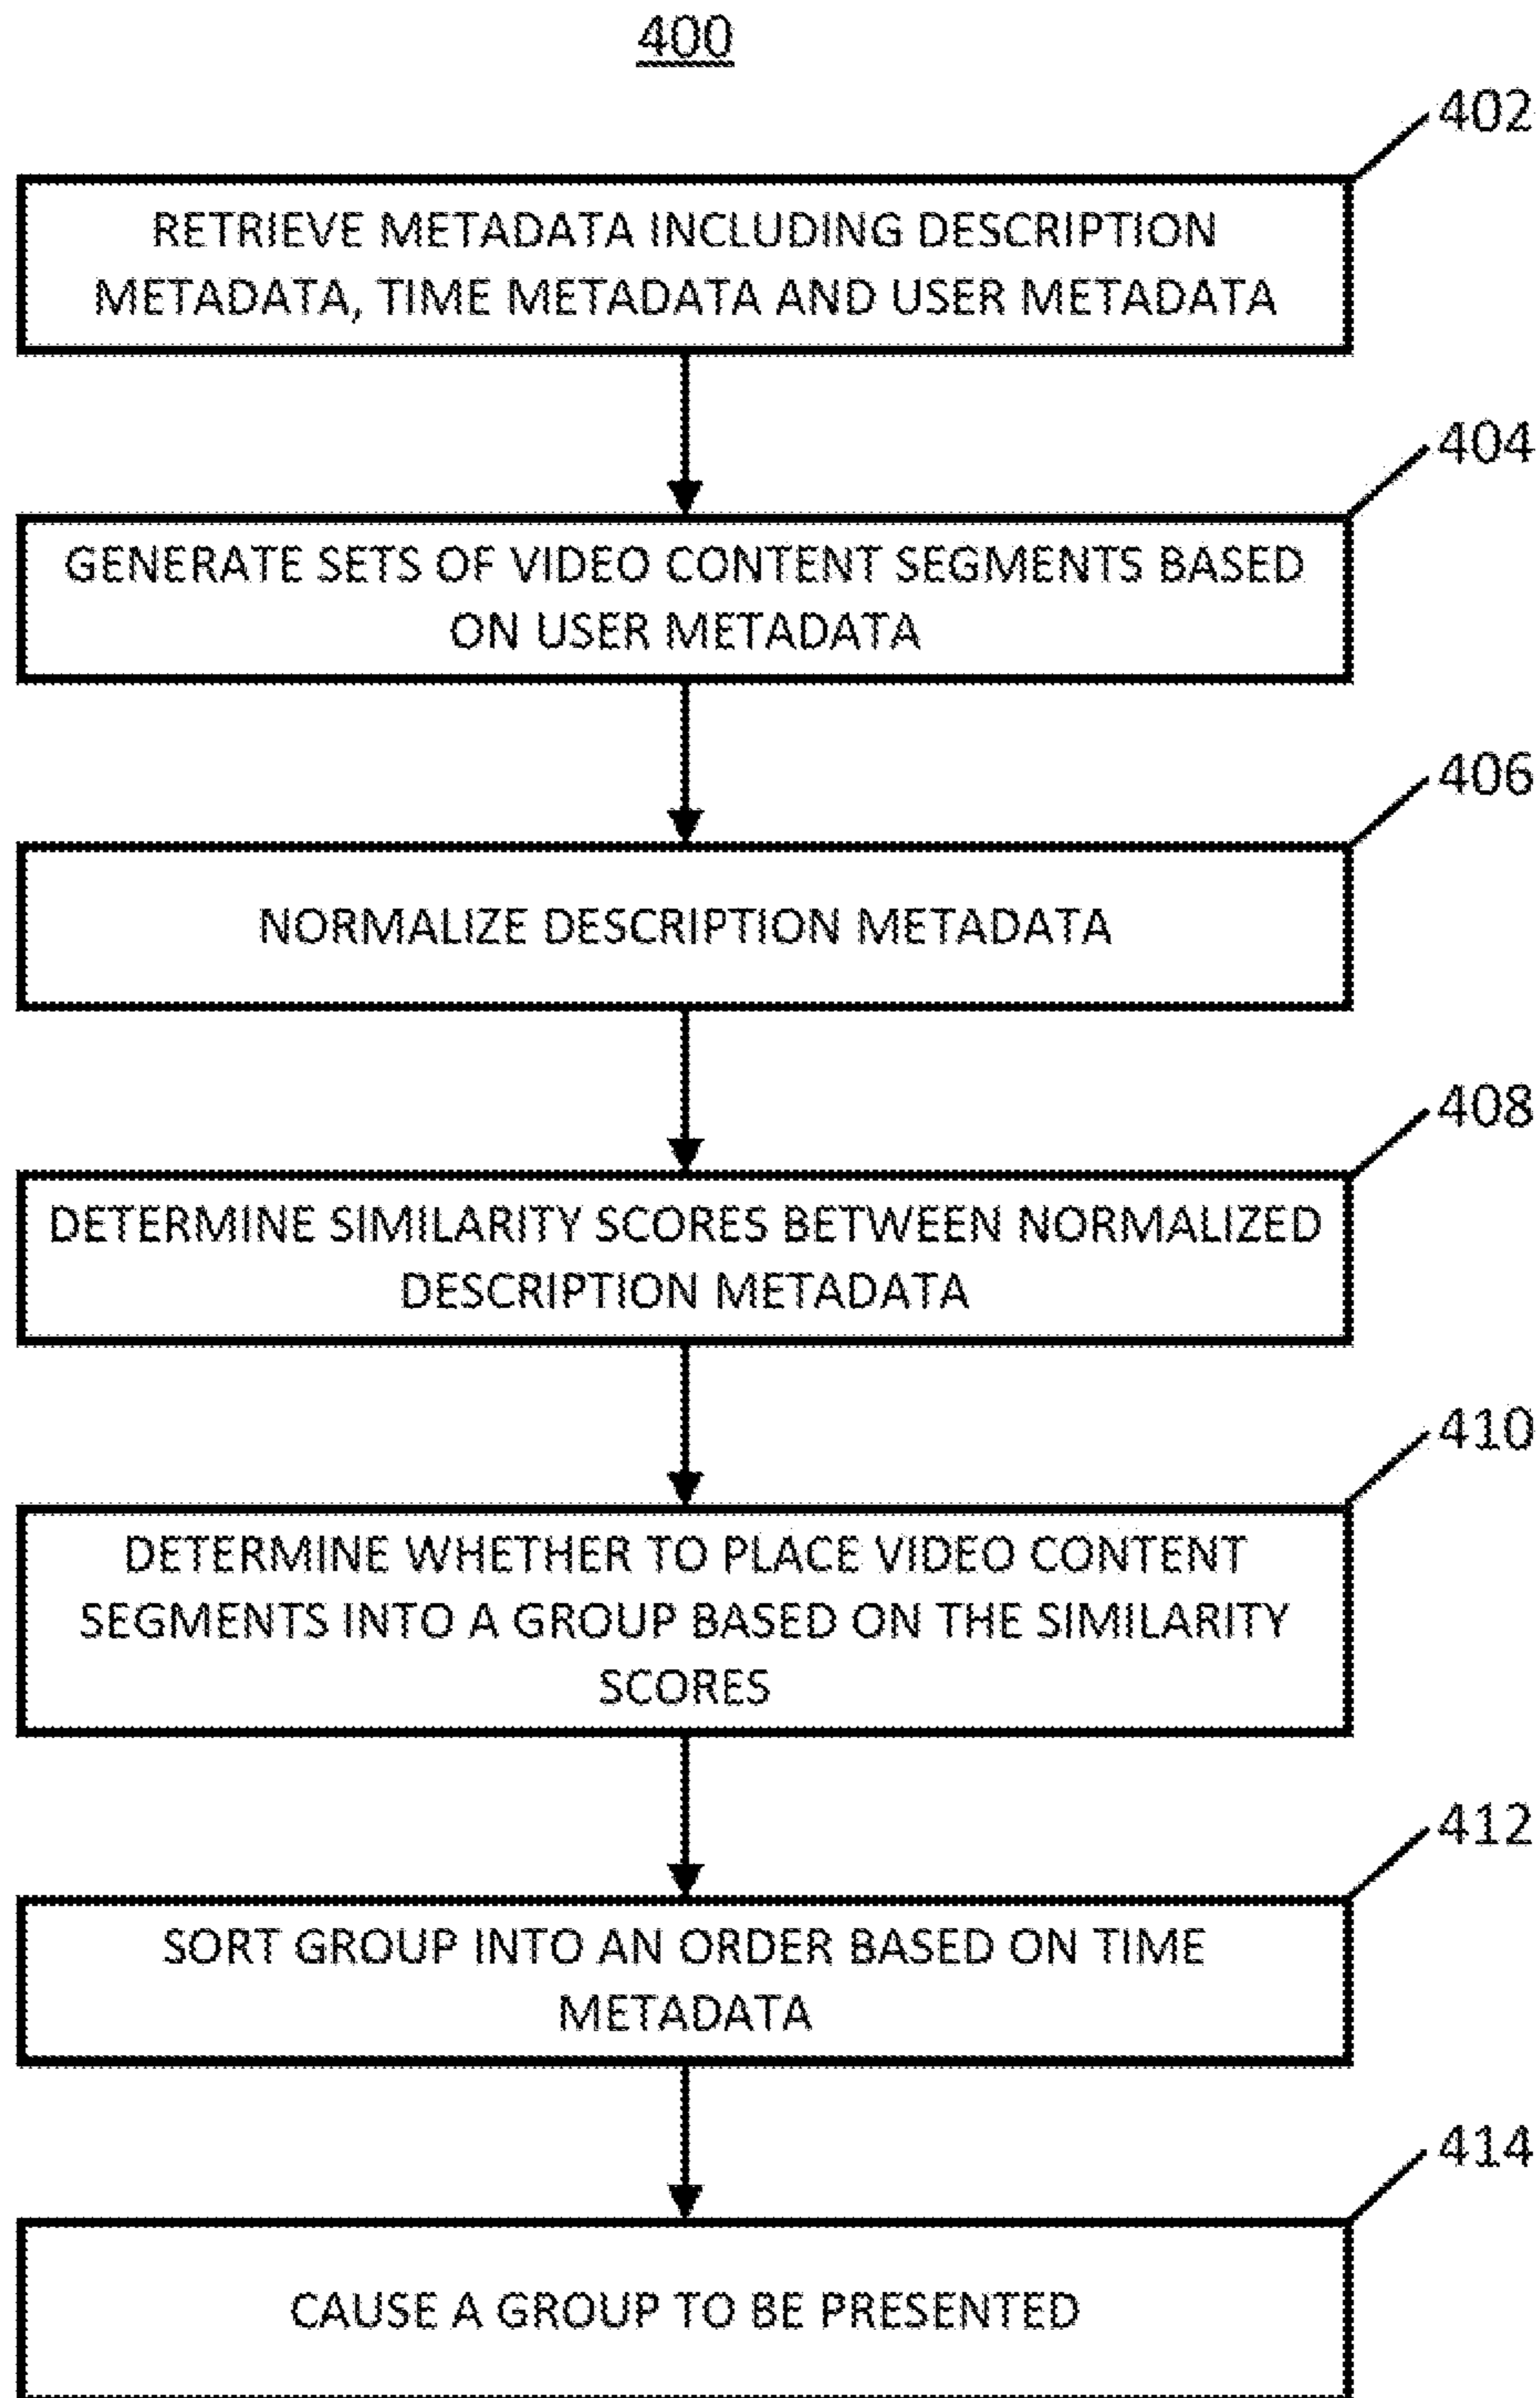 400
402
RETRIEVE METADATA INCLUDING DESCRIPTION
METADATA, TIME METADATA AND USER METADATA
404
GENERATE SETS OF VIDEO CONTENT SEGMENTS BASED
ON USER METADATA
406
NORMALIZE DESCRIPTION METADATA
408
DETERMINE SIMILARITY SCORES BETWEEN NORMALIZED
DESCRIPTION METADATA
410
DETERMINE WHETHER TO PLACE VIDEO CONTENT
SEGMENTS INTO A GROUP BASED ON THE SIMILARITY
SCORES
412
SORT GROUP INTO AN ORDER BASED ON TIME
METADATA
414
CAUSE A GROUP TO BE PRESENTED